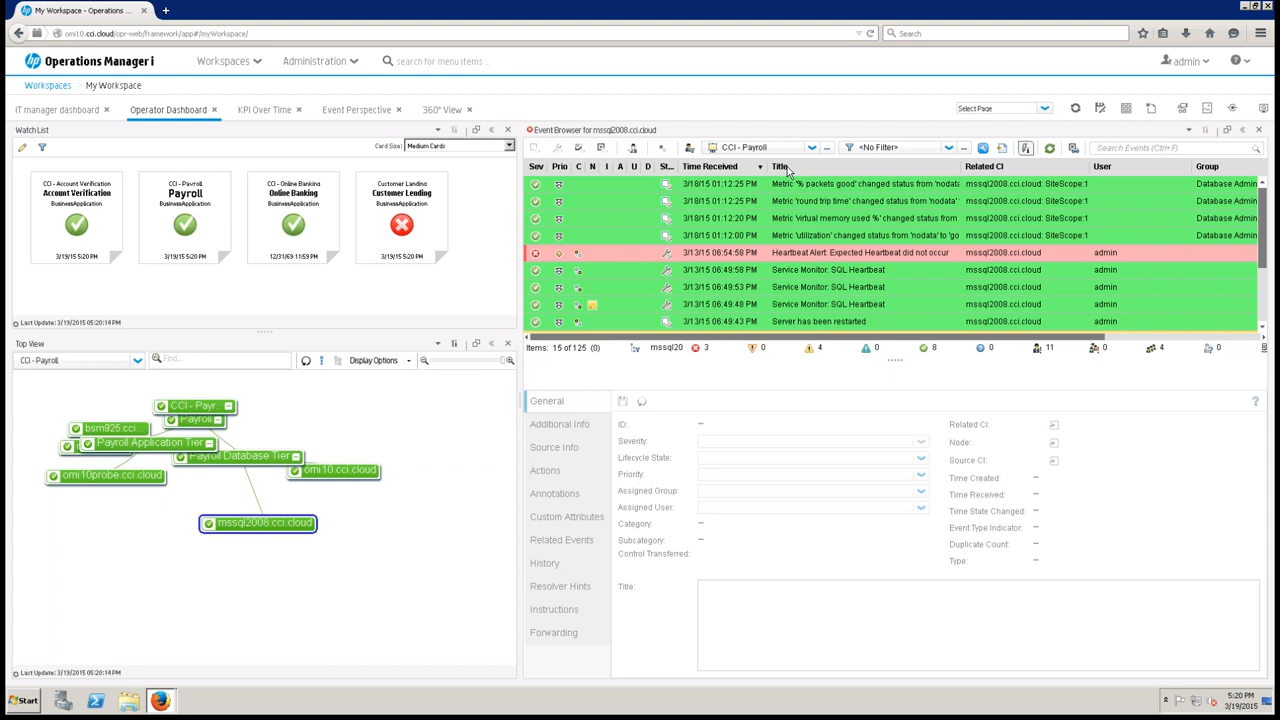 My Workspace - Operations ...
omi10.cci.cloud/opr-web/framework/app#/myWorkspace/
Search
hp Operations Manager i
Workspaces
Administration
search for menu items ...
admin
Workspaces
My Workspace
IT manager dashboard
Operator Dashboard
KPI Over Time
Event Perspective
360° View
Select Page
Watch List
Card Size: Medium Cards
CCI - Account Verification
Account Verification
BusinessApplication
3/19/15 5:20 PM
CCI - Payroll
Payroll
BusinessApplication
3/19/15 5:20 PM
CCI - Online Banking
Online Banking
BusinessApplication
12/31/69 11:59 PM
Customer Lending
Customer Lending
BusinessApplication
3/19/15 5:20 PM
Last Update: 3/19/2015 05:20:14 PM
Top View
CCI - Payroll
Find...
Display Options
CCI - Payr...
Payroll
bsm925.cci
Payroll Application Tier
Payroll Database Tier
omi10probe.cci.cloud
omi10.cci.cloud
mssql2008.cci.cloud
Last Update: 3/19/2015 05:20:14 PM
Event Browser for mssql2008.cci.cloud
CCI - Payroll
...
<No Filter>
...
Search Events (Ctrl+F)
Sev Prio C N I A U D St... Time Received Title Related CI User Group
3/18/15 01:12:25 PM Metric '% packets good' changed status from 'nodata mssql2008.cci.cloud: SiteScope:1 Database Admin
3/18/15 01:12:25 PM Metric 'round trip time' changed status from 'nodata' mssql2008.cci.cloud: SiteScope:1 Database Admin
3/18/15 01:12:20 PM Metric 'virtual memory used %' changed status from mssql2008.cci.cloud: SiteScope:1 Database Admin
3/18/15 01:12:00 PM Metric 'utilization' changed status from 'nodata' to 'go mssql2008.cci.cloud: SiteScope:1 Database Admin
3/13/15 06:54:58 PM Heartbeat Alert: Expected Heartbeat did not occur mssql2008.cci.cloud admin
3/13/15 06:49:58 PM Service Monitor: SQL Heartbeat mssql2008.cci.cloud admin
3/13/15 06:49:53 PM Service Monitor: SQL Heartbeat mssql2008.cci.cloud admin
3/13/15 06:49:48 PM Service Monitor: SQL Heartbeat mssql2008.cci.cloud admin
3/13/15 06:49:43 PM Server has been restarted mssql2008.cci.cloud admin
Items: 15 of 125 (0) mssql20 3 0 4 0 8 0 11 0 4 0
General
Additional Info
Source Info
Actions
Annotations
Custom Attributes
Related Events
History
Resolver Hints
Instructions
Forwarding
ID: –
Severity:
Lifecycle State:
Priority:
Assigned Group:
Assigned User:
Category: –
Subcategory: –
Control Transferred:
Title:
Related CI:
Node:
Source CI:
Time Created: –
Time Received: –
Time State Changed: –
Event Type Indicator: –
Duplicate Count: –
Type: –
Start
5:20 PM
3/19/2015